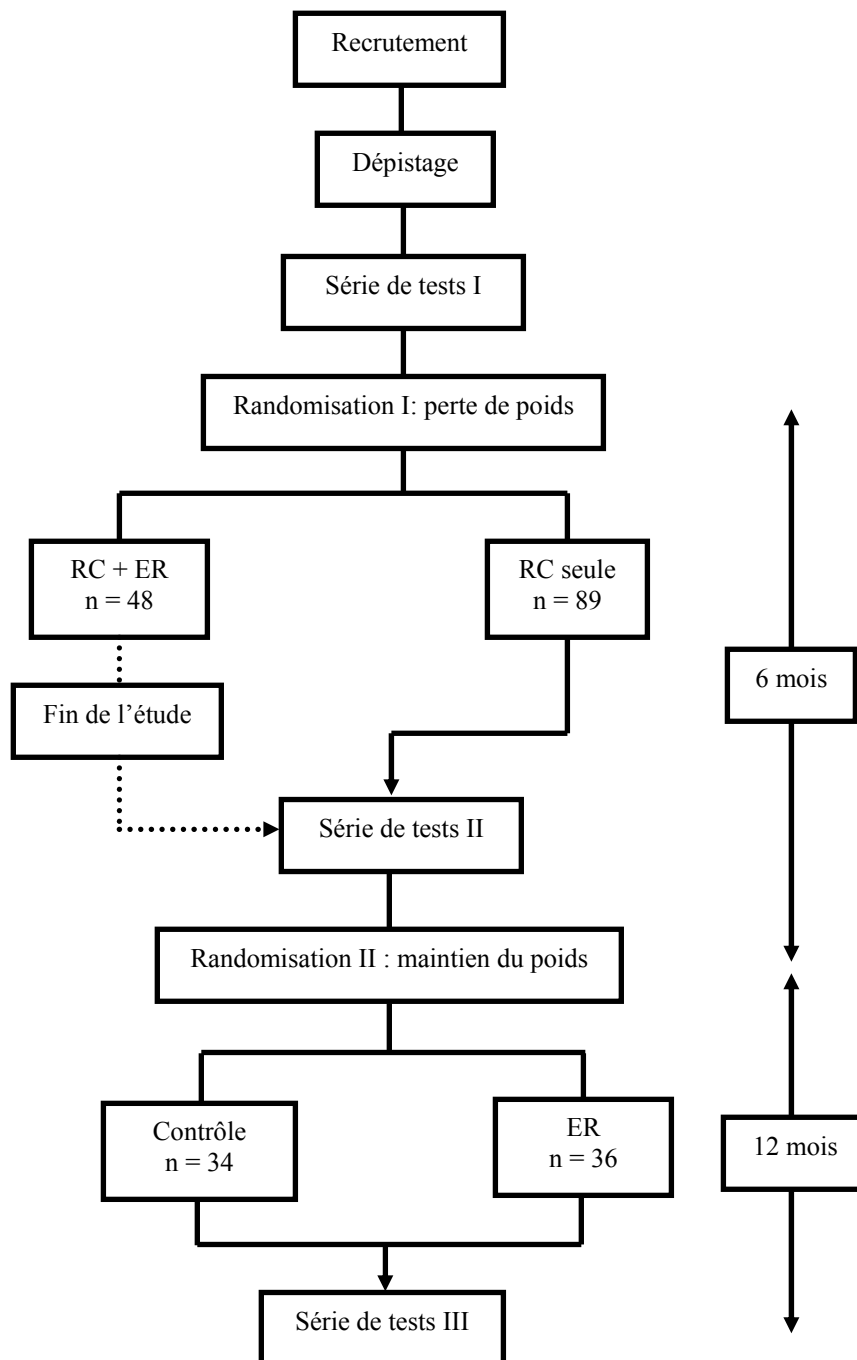 Recrutement
Dépistage
Série de tests I
Randomisation I: perte de poids
RC + ER
n = 48
RC seule
n = 89
6 mois
Fin de l’étude
Série de tests II
Randomisation II : maintien du poids
Contrôle
n = 34
ER
n = 36
12 mois
Série de tests III